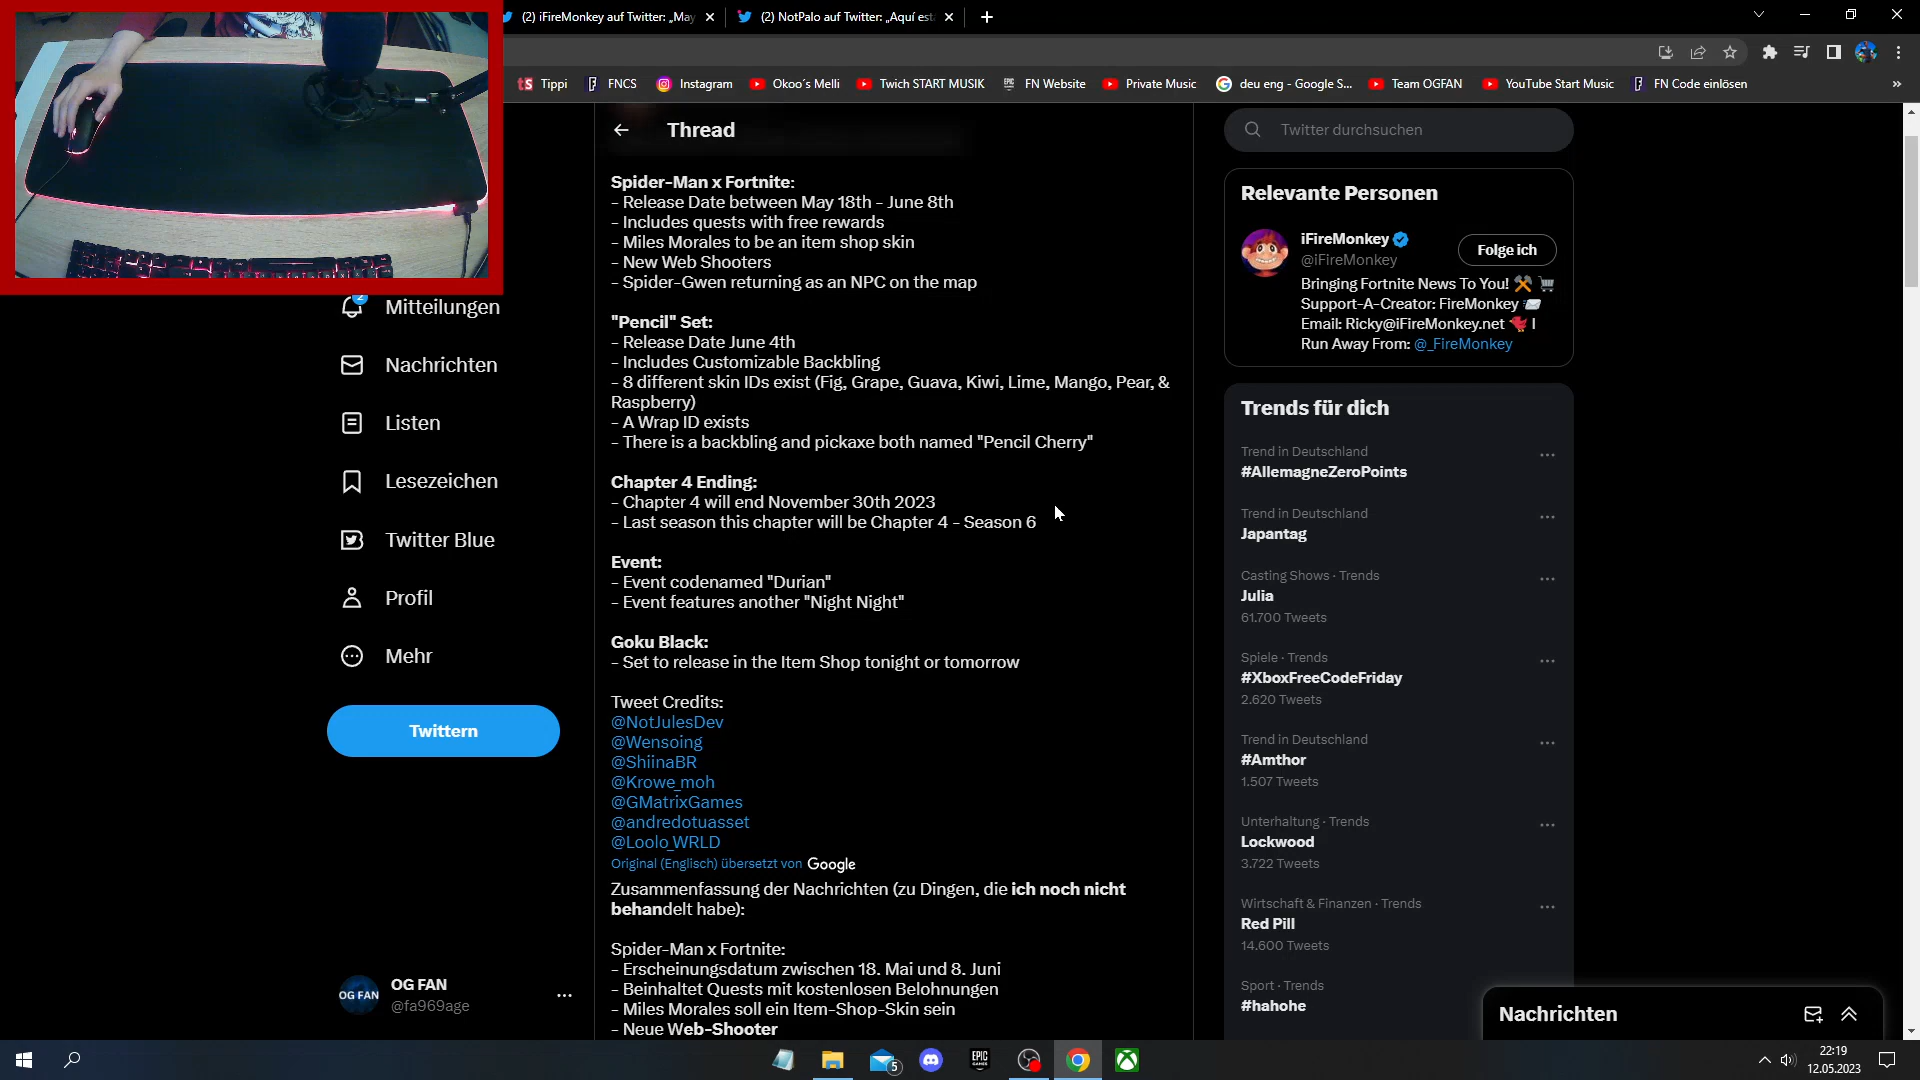 (2) iFireMonkey auf Twitter: „May
(2) NotPalo auf Twitter: „Aquí est
Tippi
FNCS
Instagram
Okoo´s Melli
Twich START MUSIK
FN Website
Private Music
deu eng - Google S...
Team OGFAN
YouTube Start Music
FN Code einlösen
»
Mitteilungen
Nachrichten
Listen
Lesezeichen
Twitter Blue
Profil
Mehr
Twittern
OG FAN
OG FAN
@fa969age
Thread
Spider-Man x Fortnite:
- Release Date between May 18th - June 8th
- Includes quests with free rewards
- Miles Morales to be an item shop skin
- New Web Shooters
- Spider-Gwen returning as an NPC on the map
"Pencil" Set:
- Release Date June 4th
- Includes Customizable Backbling
- 8 different skin IDs exist (Fig, Grape, Guava, Kiwi, Lime, Mango, Pear, &
Raspberry)
- A Wrap ID exists
- There is a backbling and pickaxe both named "Pencil Cherry"
Chapter 4 Ending:
- Chapter 4 will end November 30th 2023
- Last season this chapter will be Chapter 4 - Season 6
Event:
- Event codenamed "Durian"
- Event features another "Night Night"
Goku Black:
- Set to release in the Item Shop tonight or tomorrow
Tweet Credits:
@NotJulesDev
@Wensoing
@ShiinaBR
@Krowe_moh
@GMatrixGames
@andredotuasset
@Loolo_WRLD
Original (Englisch) übersetzt von Google
Zusammenfassung der Nachrichten (zu Dingen, die ich noch nicht
behandelt habe):
Spider-Man x Fortnite:
- Erscheinungsdatum zwischen 18. Mai und 8. Juni
- Beinhaltet Quests mit kostenlosen Belohnungen
- Miles Morales soll ein Item-Shop-Skin sein
- Neue Web-Shooter
Twitter durchsuchen
Relevante Personen
iFireMonkey
@iFireMonkey
Folge ich
Bringing Fortnite News To You!
Support-A-Creator: FireMonkey
Email: Ricky@iFireMonkey.net I
Run Away From: @_FireMonkey
Trends für dich
Trend in Deutschland
#AllemagneZeroPoints
Trend in Deutschland
Japantag
Casting Shows · Trends
Julia
61.700 Tweets
Spiele · Trends
#XboxFreeCodeFriday
2.620 Tweets
Trend in Deutschland
#Amthor
1.507 Tweets
Unterhaltung · Trends
Lockwood
3.722 Tweets
Wirtschaft & Finanzen · Trends
Red Pill
14.600 Tweets
Sport · Trends
#hahohe
Nachrichten
5
EPIC
GAMES
22:19
12.05.2023